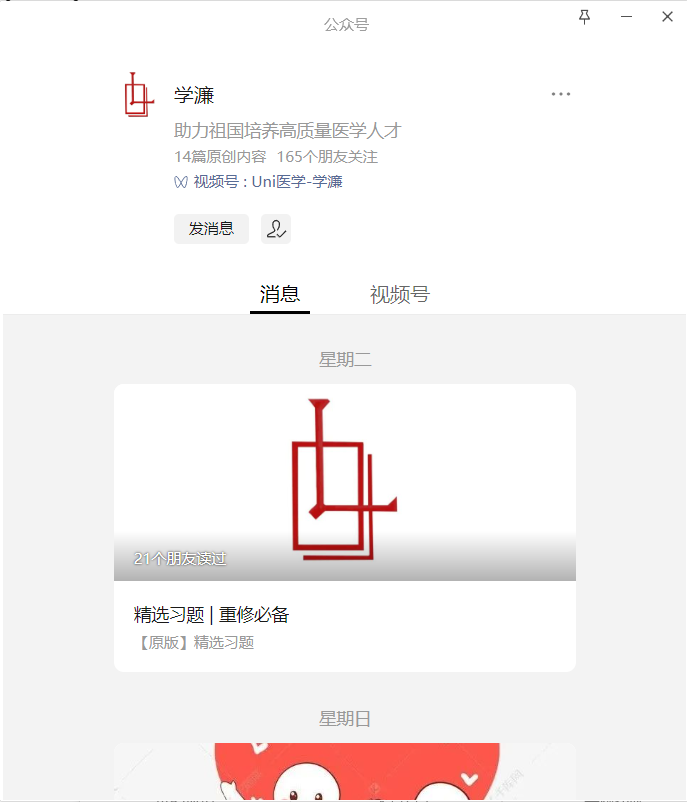 公众号
学濂
助力祖国培养高质量医学人才
14篇原创内容 165个朋友关注
视频号 : Uni医学-学濂
发消息
消息 视频号
星期二
21个朋友读过
精选习题 | 重修必备
【原版】精选习题
星期日